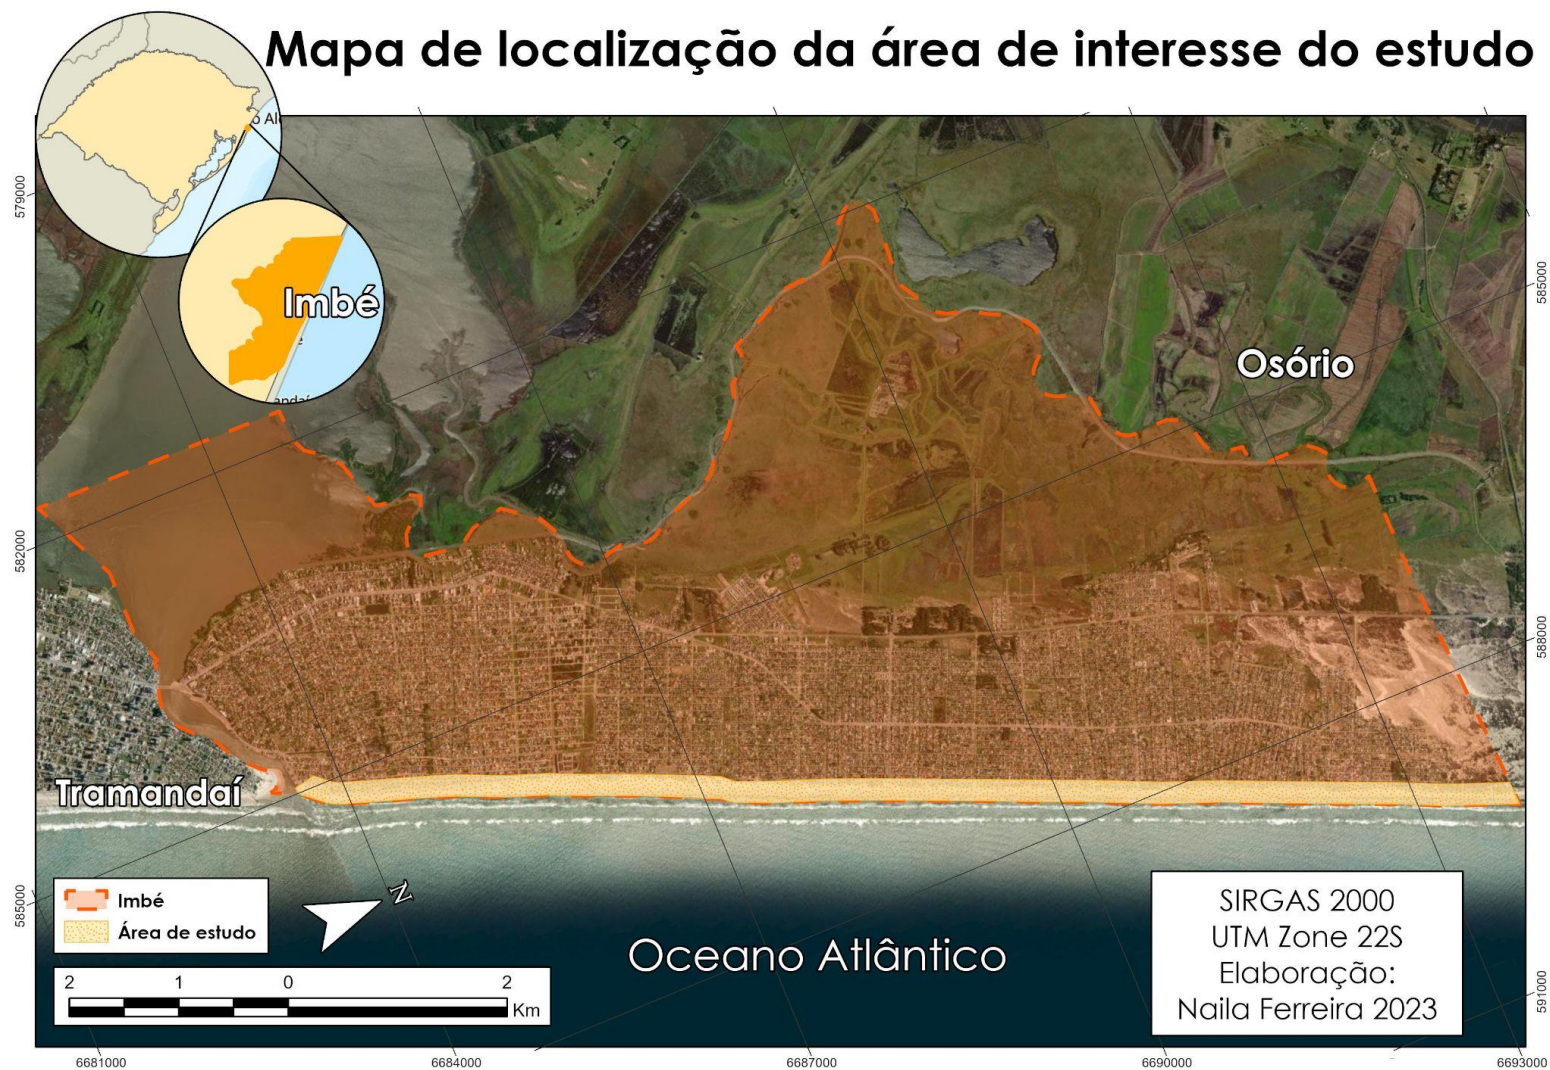 Mapa de localização da área de interesse do estudo
o Al
Imbé
e
andaí
579000
582000
585000
585000
588000
591000
Osório
Tramandaí
N
Imbé
Área de estudo
2 1 0 2
Km
Oceano Atlântico
SIRGAS 2000
UTM Zone 22S
Elaboração:
Naila Ferreira 2023
6681000 6684000 6687000 6690000 6693000